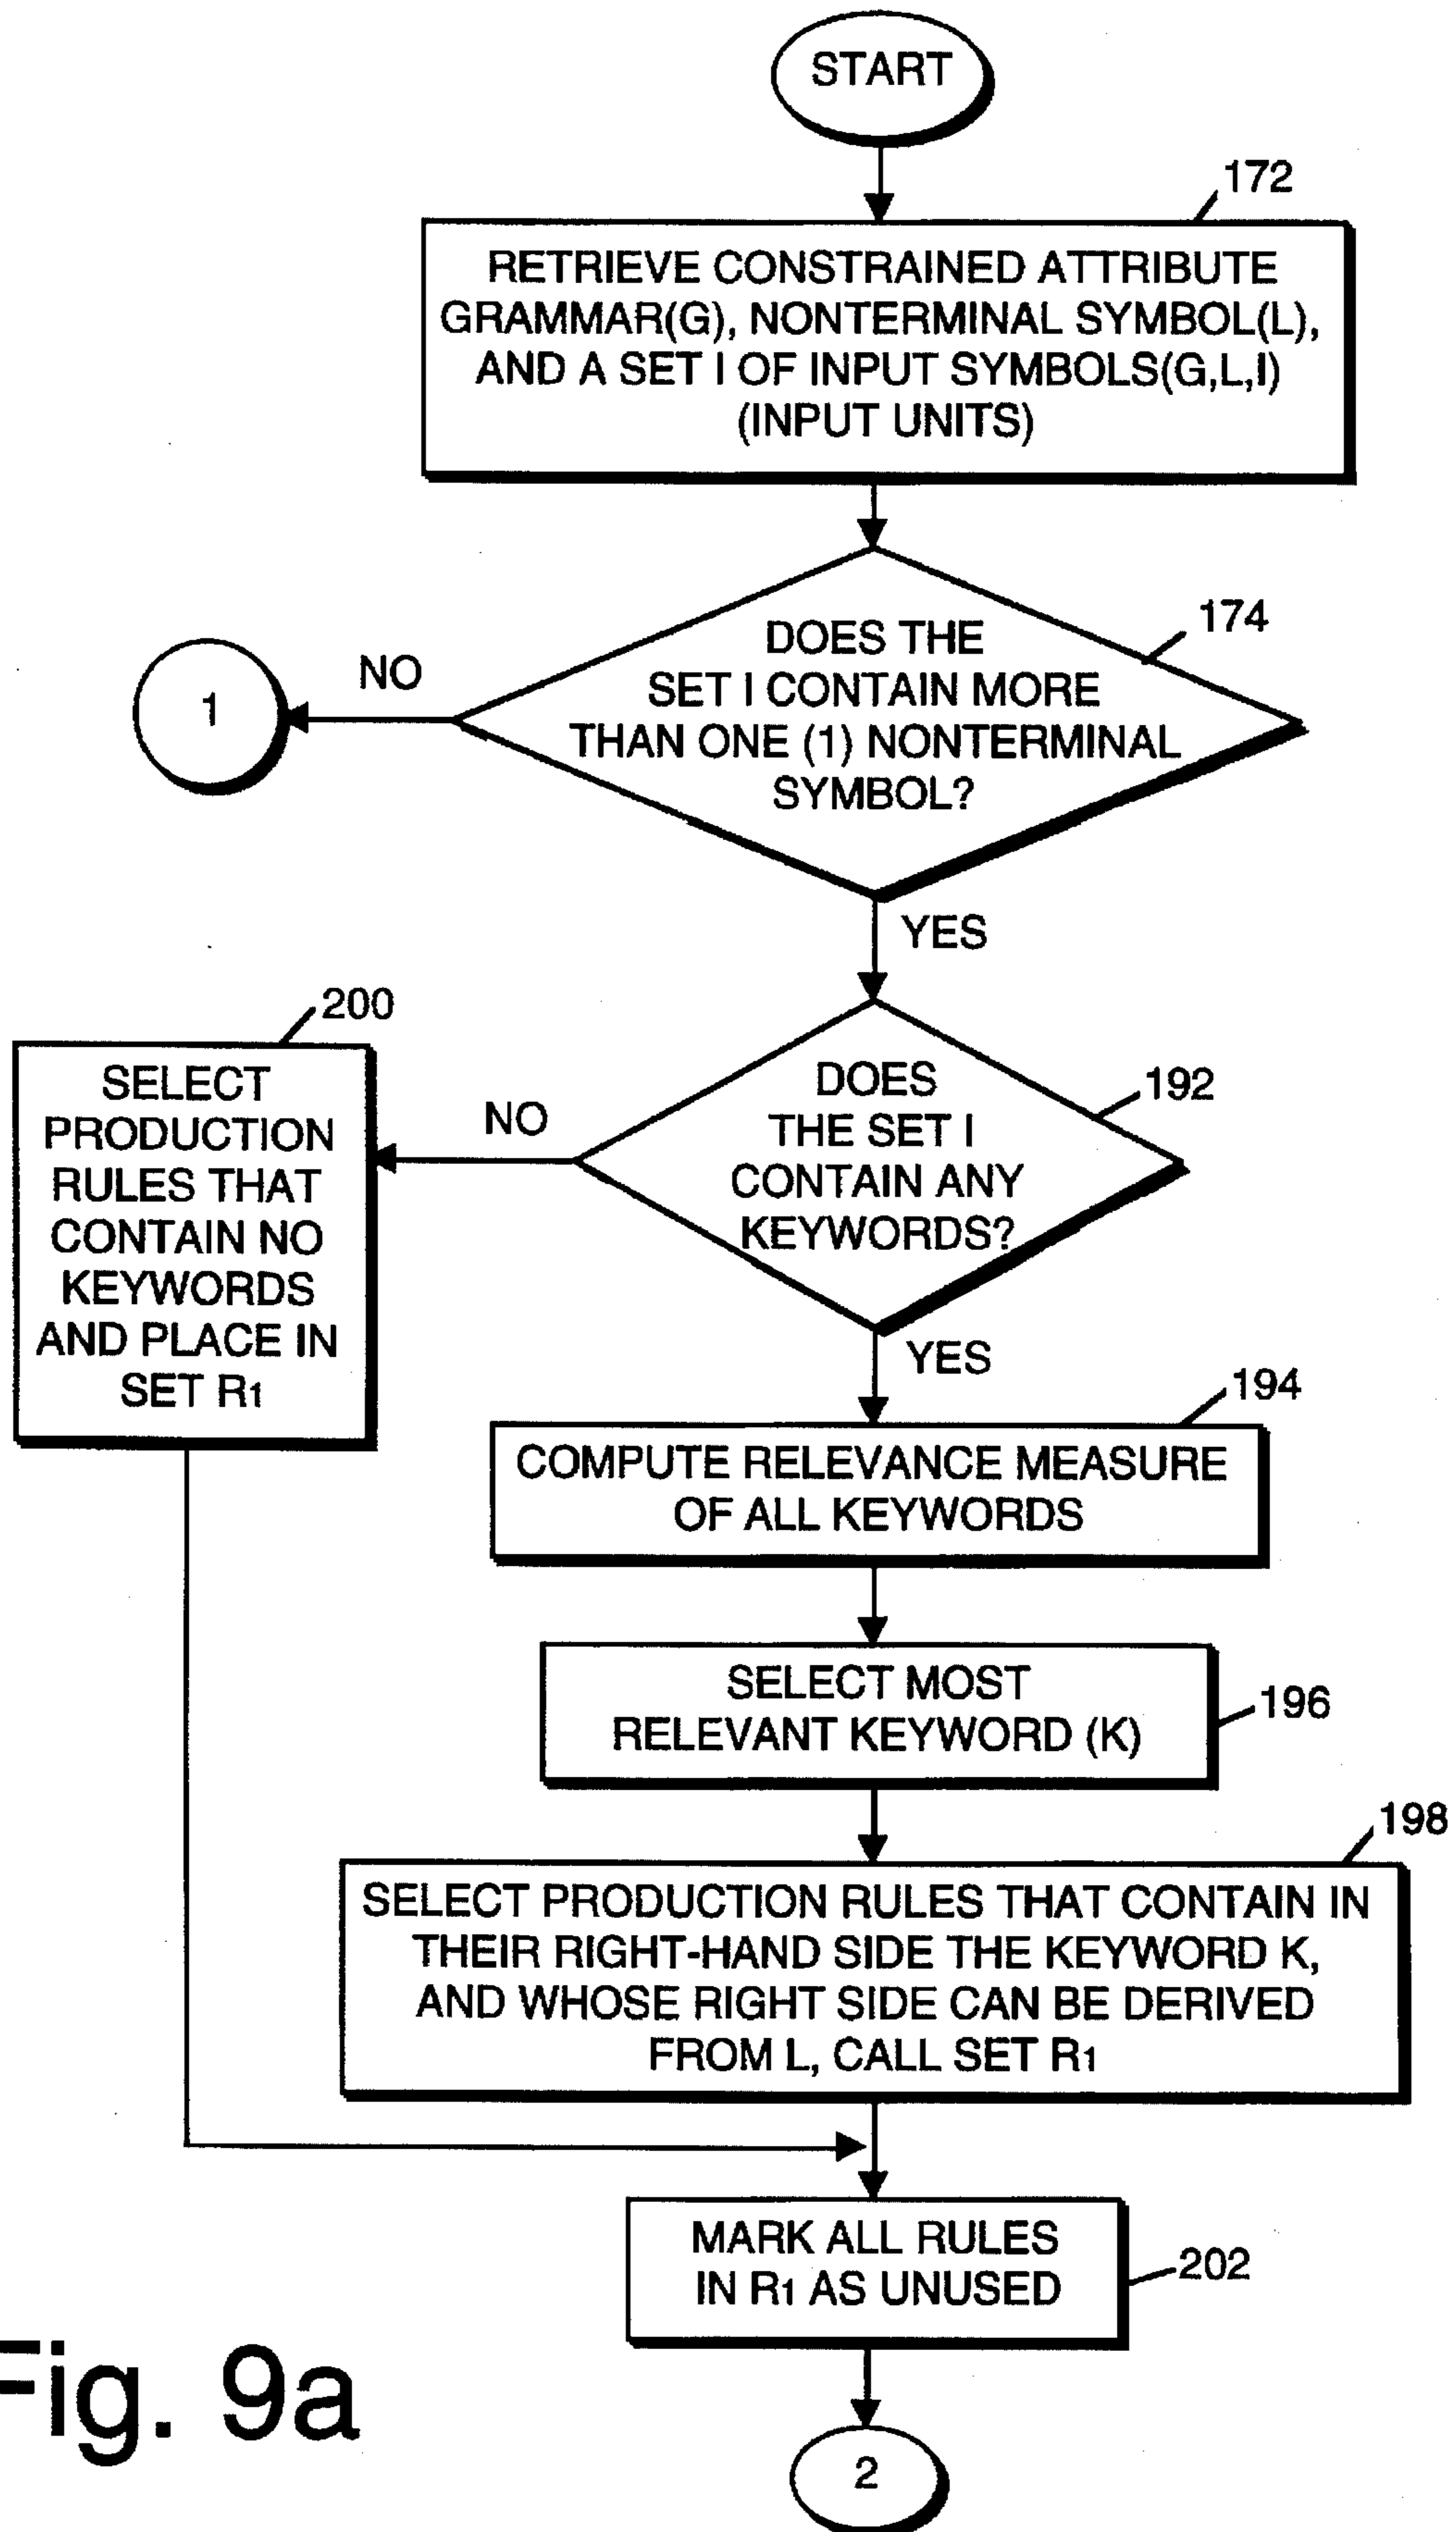 START
172
RETRIEVE CONSTRAINED ATTRIBUTE
GRAMMAR(G), NONTERMINAL SYMBOL(L),
AND A SET I OF INPUT SYMBOLS(G,L,I)
(INPUT UNITS)
174
DOES THE
SET I CONTAIN MORE
THAN ONE (1) NONTERMINAL
SYMBOL?
NO
1
YES
200
SELECT
PRODUCTION
RULES THAT
CONTAIN NO
KEYWORDS
AND PLACE IN
SET R1
NO
192
DOES
THE SET I
CONTAIN ANY
KEYWORDS?
YES
194
COMPUTE RELEVANCE MEASURE
OF ALL KEYWORDS
SELECT MOST
RELEVANT KEYWORD (K)
196
198
SELECT PRODUCTION RULES THAT CONTAIN IN
THEIR RIGHT-HAND SIDE THE KEYWORD K,
AND WHOSE RIGHT SIDE CAN BE DERIVED
FROM L, CALL SET R1
MARK ALL RULES
IN R1 AS UNUSED
202
2
Fig. 9a